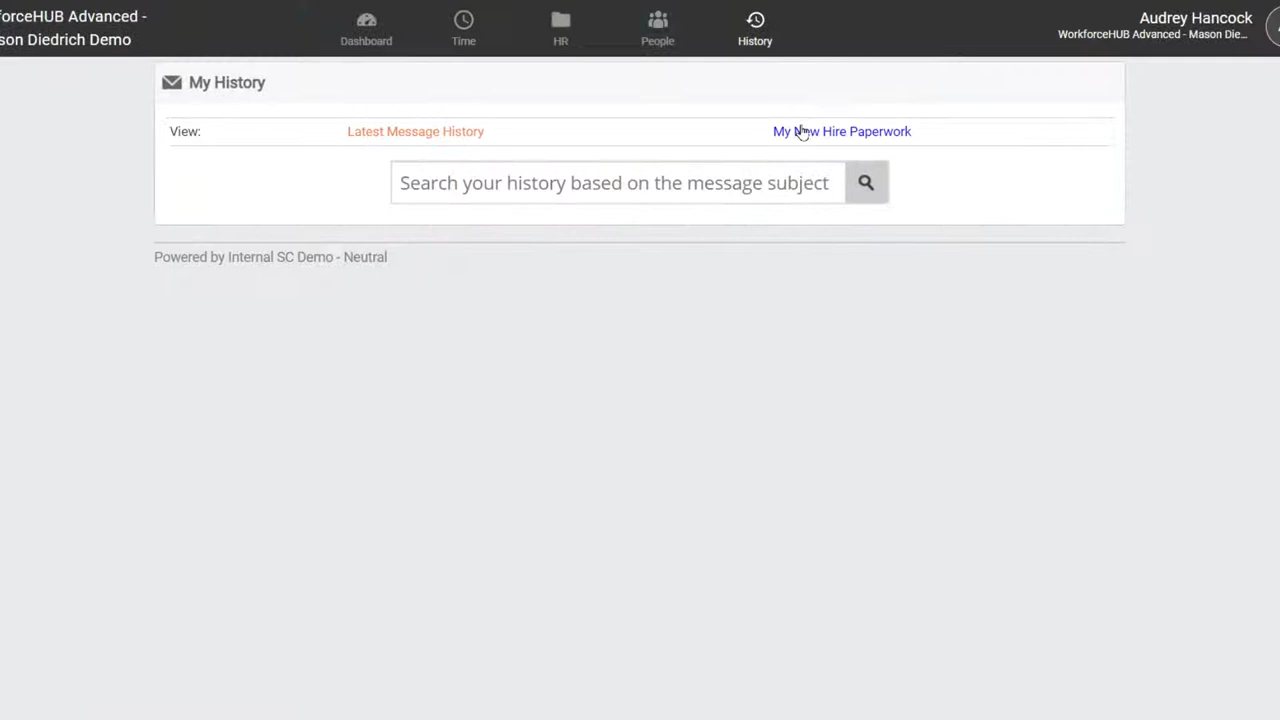 forceHUB Advanced -
son Diedrich Demo
Dashboard
Time
HR
People
History
Audrey Hancock
WorkforceHUB Advanced - Mason Die...
My History
View:
Latest Message History
My New Hire Paperwork
Search your history based on the message subject
Powered by Internal SC Demo - Neutral